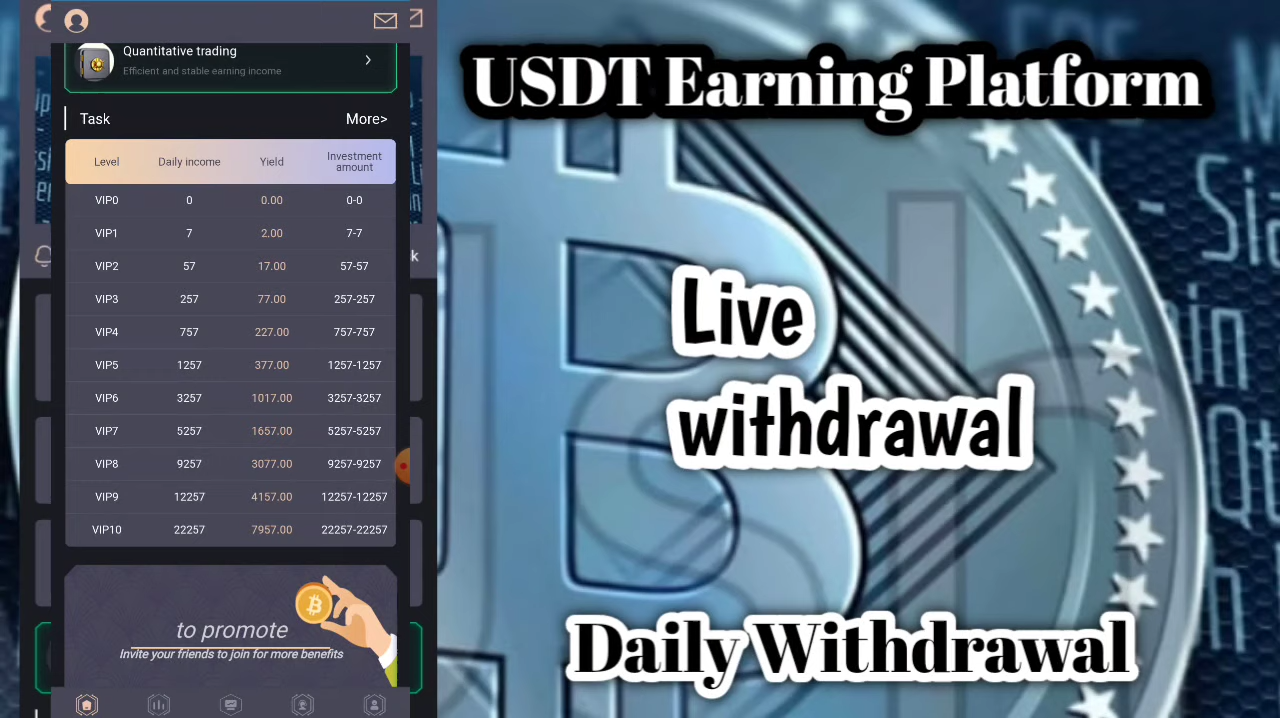 Quantitative trading
Efficient and stable earning income
Task More>
Level Daily income Yield Investment amount
VIP0 0 0.00 0-0
VIP1 7 2.00 7-7
VIP2 57 17.00 57-57
VIP3 257 77.00 257-257
VIP4 757 227.00 757-757
VIP5 1257 377.00 1257-1257
VIP6 3257 1017.00 3257-3257
VIP7 5257 1657.00 5257-5257
VIP8 9257 3077.00 9257-9257
VIP9 12257 4157.00 12257-12257
VIP10 22257 7957.00 22257-22257
to promote
Invite your friends to join for more benefits
USDT Earning Platform
Live
withdrawal
Daily Withdrawal